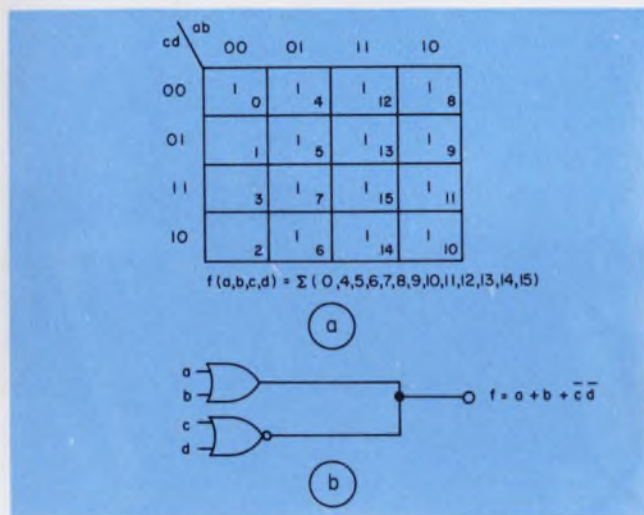 ab
cd 00 01 11 10
00 1 0 1 4 1 12 1 8
01 1 1 5 1 13 1 9
11 3 1 7 1 15 1 11
10 2 1 6 1 14 1 10
f (a,b,c,d) = Σ ( 0,4,5,6,7,8,9,10,11,12,13,14,15)
a
a
b
f = a + b + c̅ d̅
c
d
b